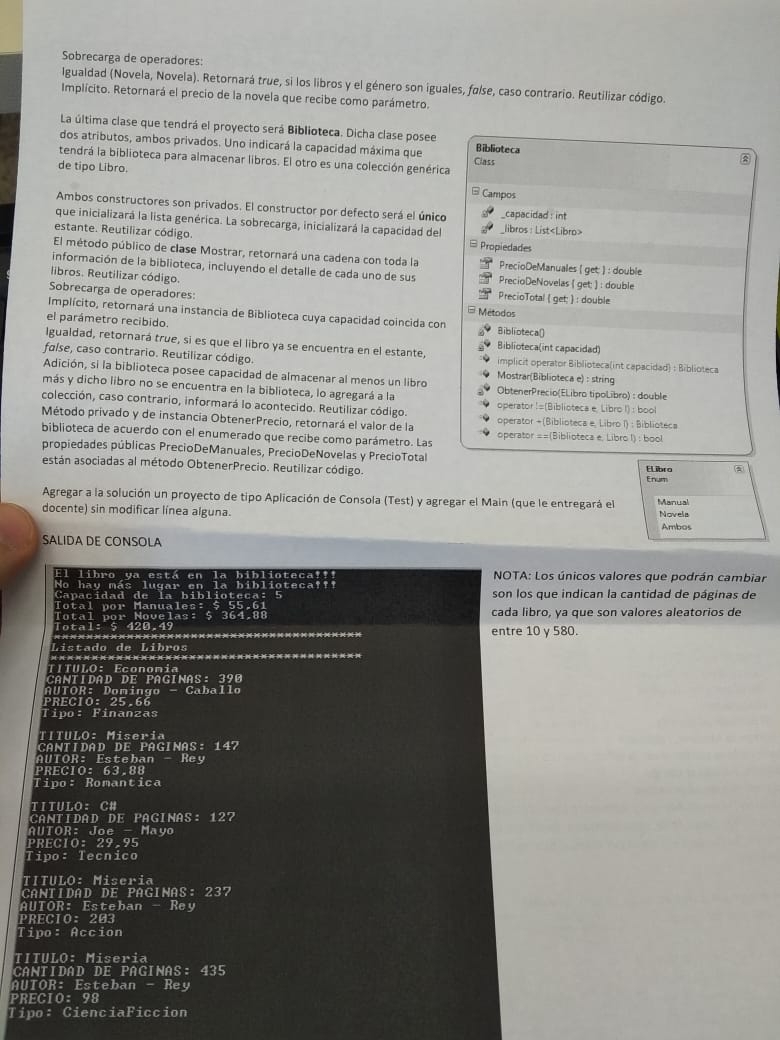 Sobrecarga de operadores:
Igualdad (Novela, Novela). Retornará true, si los libros y el género son iguales, false, caso contrario. Reutilizar código.
Implícito. Retornará el precio de la novela que recibe como parámetro.
La última clase que tendrá el proyecto será Biblioteca. Dicha clase posee
dos atributos, ambos privados. Uno indicará la capacidad máxima que
tendrá la biblioteca para almacenar libros. El otro es una colección genérica
de tipo Libro.
Ambos constructores son privados. El constructor por defecto será el único
que inicializará la lista genérica. La sobrecarga, inicializará la capacidad del
estante. Reutilizar código.
El método público de clase Mostrar, retornará una cadena con toda la
información de la biblioteca, incluyendo el detalle de cada uno de sus
libros. Reutilizar código.
Sobrecarga de operadores:
Implícito, retornará una instancia de Biblioteca cuya capacidad coincida con
el parámetro recibido.
Igualdad, retornará true, si es que el libro ya se encuentra en el estante,
false, caso contrario. Reutilizar código.
Adición, si la biblioteca posee capacidad de almacenar al menos un libro
más y dicho libro no se encuentra en la biblioteca, lo agregará a la
colección, caso contrario, informará lo acontecido. Reutilizar código.
Método privado y de instancia ObtenerPrecio, retornará el valor de la
biblioteca de acuerdo con el enumerado que recibe como parámetro. Las
propiedades públicas PrecioDeManuales, PrecioDeNovelas y PrecioTotal
están asociadas al método ObtenerPrecio. Reutilizar código.
Biblioteca
Class
Campos
_capacidad : int
_libros : List<Libro>
Propiedades
PrecioDeManuales { get; } : double
PrecioDeNovelas { get; } : double
PrecioTotal { get; } : double
Métodos
Biblioteca()
Biblioteca(int capacidad)
implicit operator Biblioteca(int capacidad) : Biblioteca
Mostrar(Biblioteca e) : string
ObtenerPrecio(ELibro tipoLibro) : double
operator !=(Biblioteca e, Libro l) : bool
operator +(Biblioteca e, Libro l) : Biblioteca
operator ==(Biblioteca e, Libro l) : bool
ELibro
Enum
Manual
Novela
Ambos
Agregar a la solución un proyecto de tipo Aplicación de Consola (Test) y agregar el Main (que le entregará el
docente) sin modificar línea alguna.
SALIDA DE CONSOLA
El libro ya está en la biblioteca!!!
No hay más lugar en la biblioteca!!!
Capacidad de la biblioteca: 5
Total por Manuales: $ 55,61
Total por Novelas: $ 364,88
Total: $ 420,49
****************************************
Listado de Libros
****************************************
TITULO: Economia
CANTIDAD DE PAGINAS: 390
AUTOR: Domingo - Caballo
PRECIO: 25,66
Tipo: Finanzas
TITULO: Miseria
CANTIDAD DE PAGINAS: 147
AUTOR: Esteban - Rey
PRECIO: 63,88
Tipo: Romantica
TITULO: C#
CANTIDAD DE PAGINAS: 127
AUTOR: Joe - Mayo
PRECIO: 29,95
Tipo: Tecnico
TITULO: Miseria
CANTIDAD DE PAGINAS: 237
AUTOR: Esteban - Rey
PRECIO: 203
Tipo: Accion
TITULO: Miseria
CANTIDAD DE PAGINAS: 435
AUTOR: Esteban - Rey
PRECIO: 98
Tipo: CienciaFiccion
NOTA: Los únicos valores que podrán cambiar
son los que indican la cantidad de páginas de
cada libro, ya que son valores aleatorios de
entre 10 y 580.